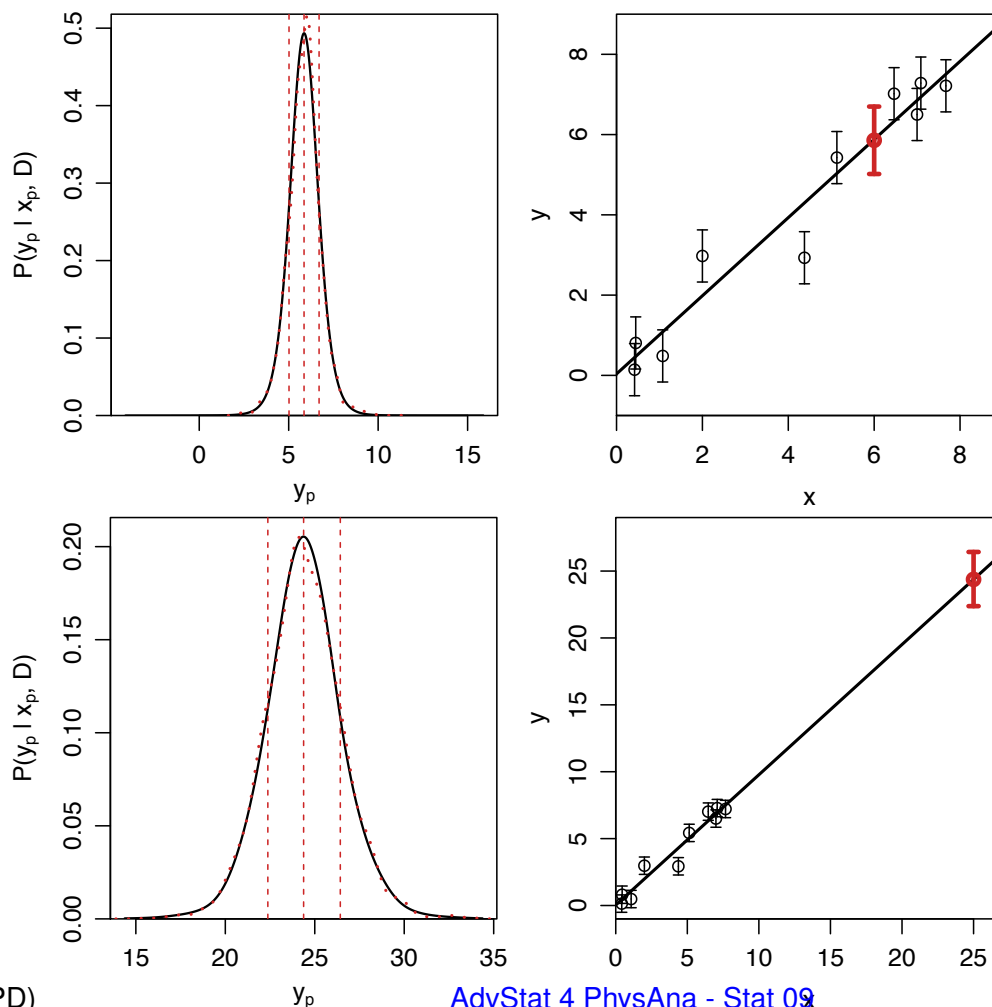 P(yₚ | xₚ, D)
0.0 0.1 0.2 0.3 0.4 0.5
0 5 10 15
yₚ
y
0 2 4 6 8
0 2 4 6 8
x
P(yₚ | xₚ, D)
0.00 0.05 0.10 0.15 0.20
15 20 25 30 35
yₚ
y
0 5 10 15 20 25
0 5 10 15 20 25
x
PD)
AdvStat 4 PhysAna - Stat 09